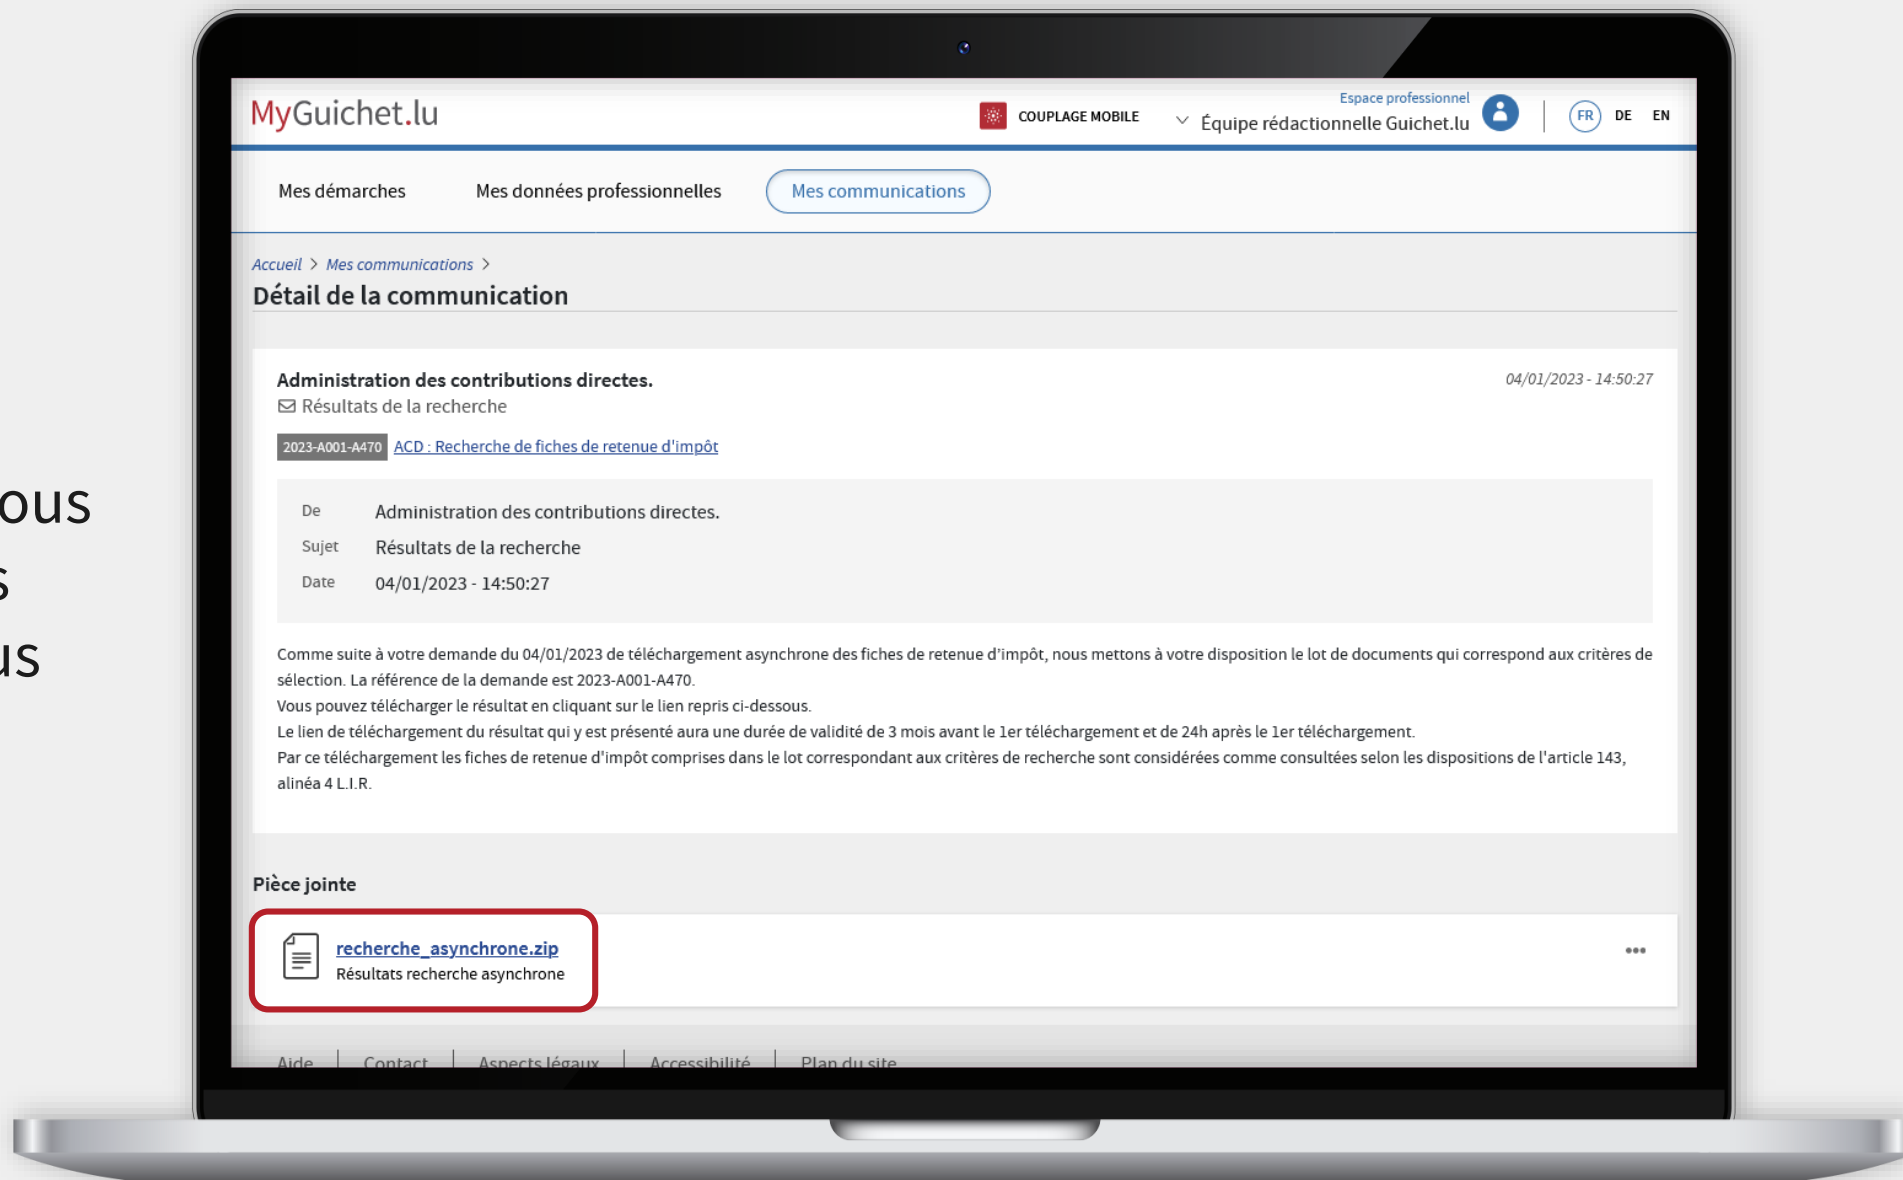 ous
s
us
MyGuichet.lu
COUPLAGE MOBILE
Espace professionnel
Équipe rédactionnelle Guichet.lu
FR DE EN
Mes démarches Mes données professionnelles Mes communications
Accueil > Mes communications >
Détail de la communication
Administration des contributions directes.
04/01/2023 - 14:50:27
Résultats de la recherche
2023-A001-A470 ACD : Recherche de fiches de retenue d'impôt
De Administration des contributions directes.
Sujet Résultats de la recherche
Date 04/01/2023 - 14:50:27
Comme suite à votre demande du 04/01/2023 de téléchargement asynchrone des fiches de retenue d’impôt, nous mettons à votre disposition le lot de documents qui correspond aux critères de
sélection. La référence de la demande est 2023-A001-A470.
Vous pouvez télécharger le résultat en cliquant sur le lien repris ci-dessous.
Le lien de téléchargement du résultat qui y est présenté aura une durée de validité de 3 mois avant le 1er téléchargement et de 24h après le 1er téléchargement.
Par ce téléchargement les fiches de retenue d'impôt comprises dans le lot correspondant aux critères de recherche sont considérées comme consultées selon les dispositions de l'article 143,
alinéa 4 L.I.R.
Pièce jointe
recherche_asynchrone.zip
Résultats recherche asynchrone
Aide Contact Aspects légaux Accessibilité Plan du site